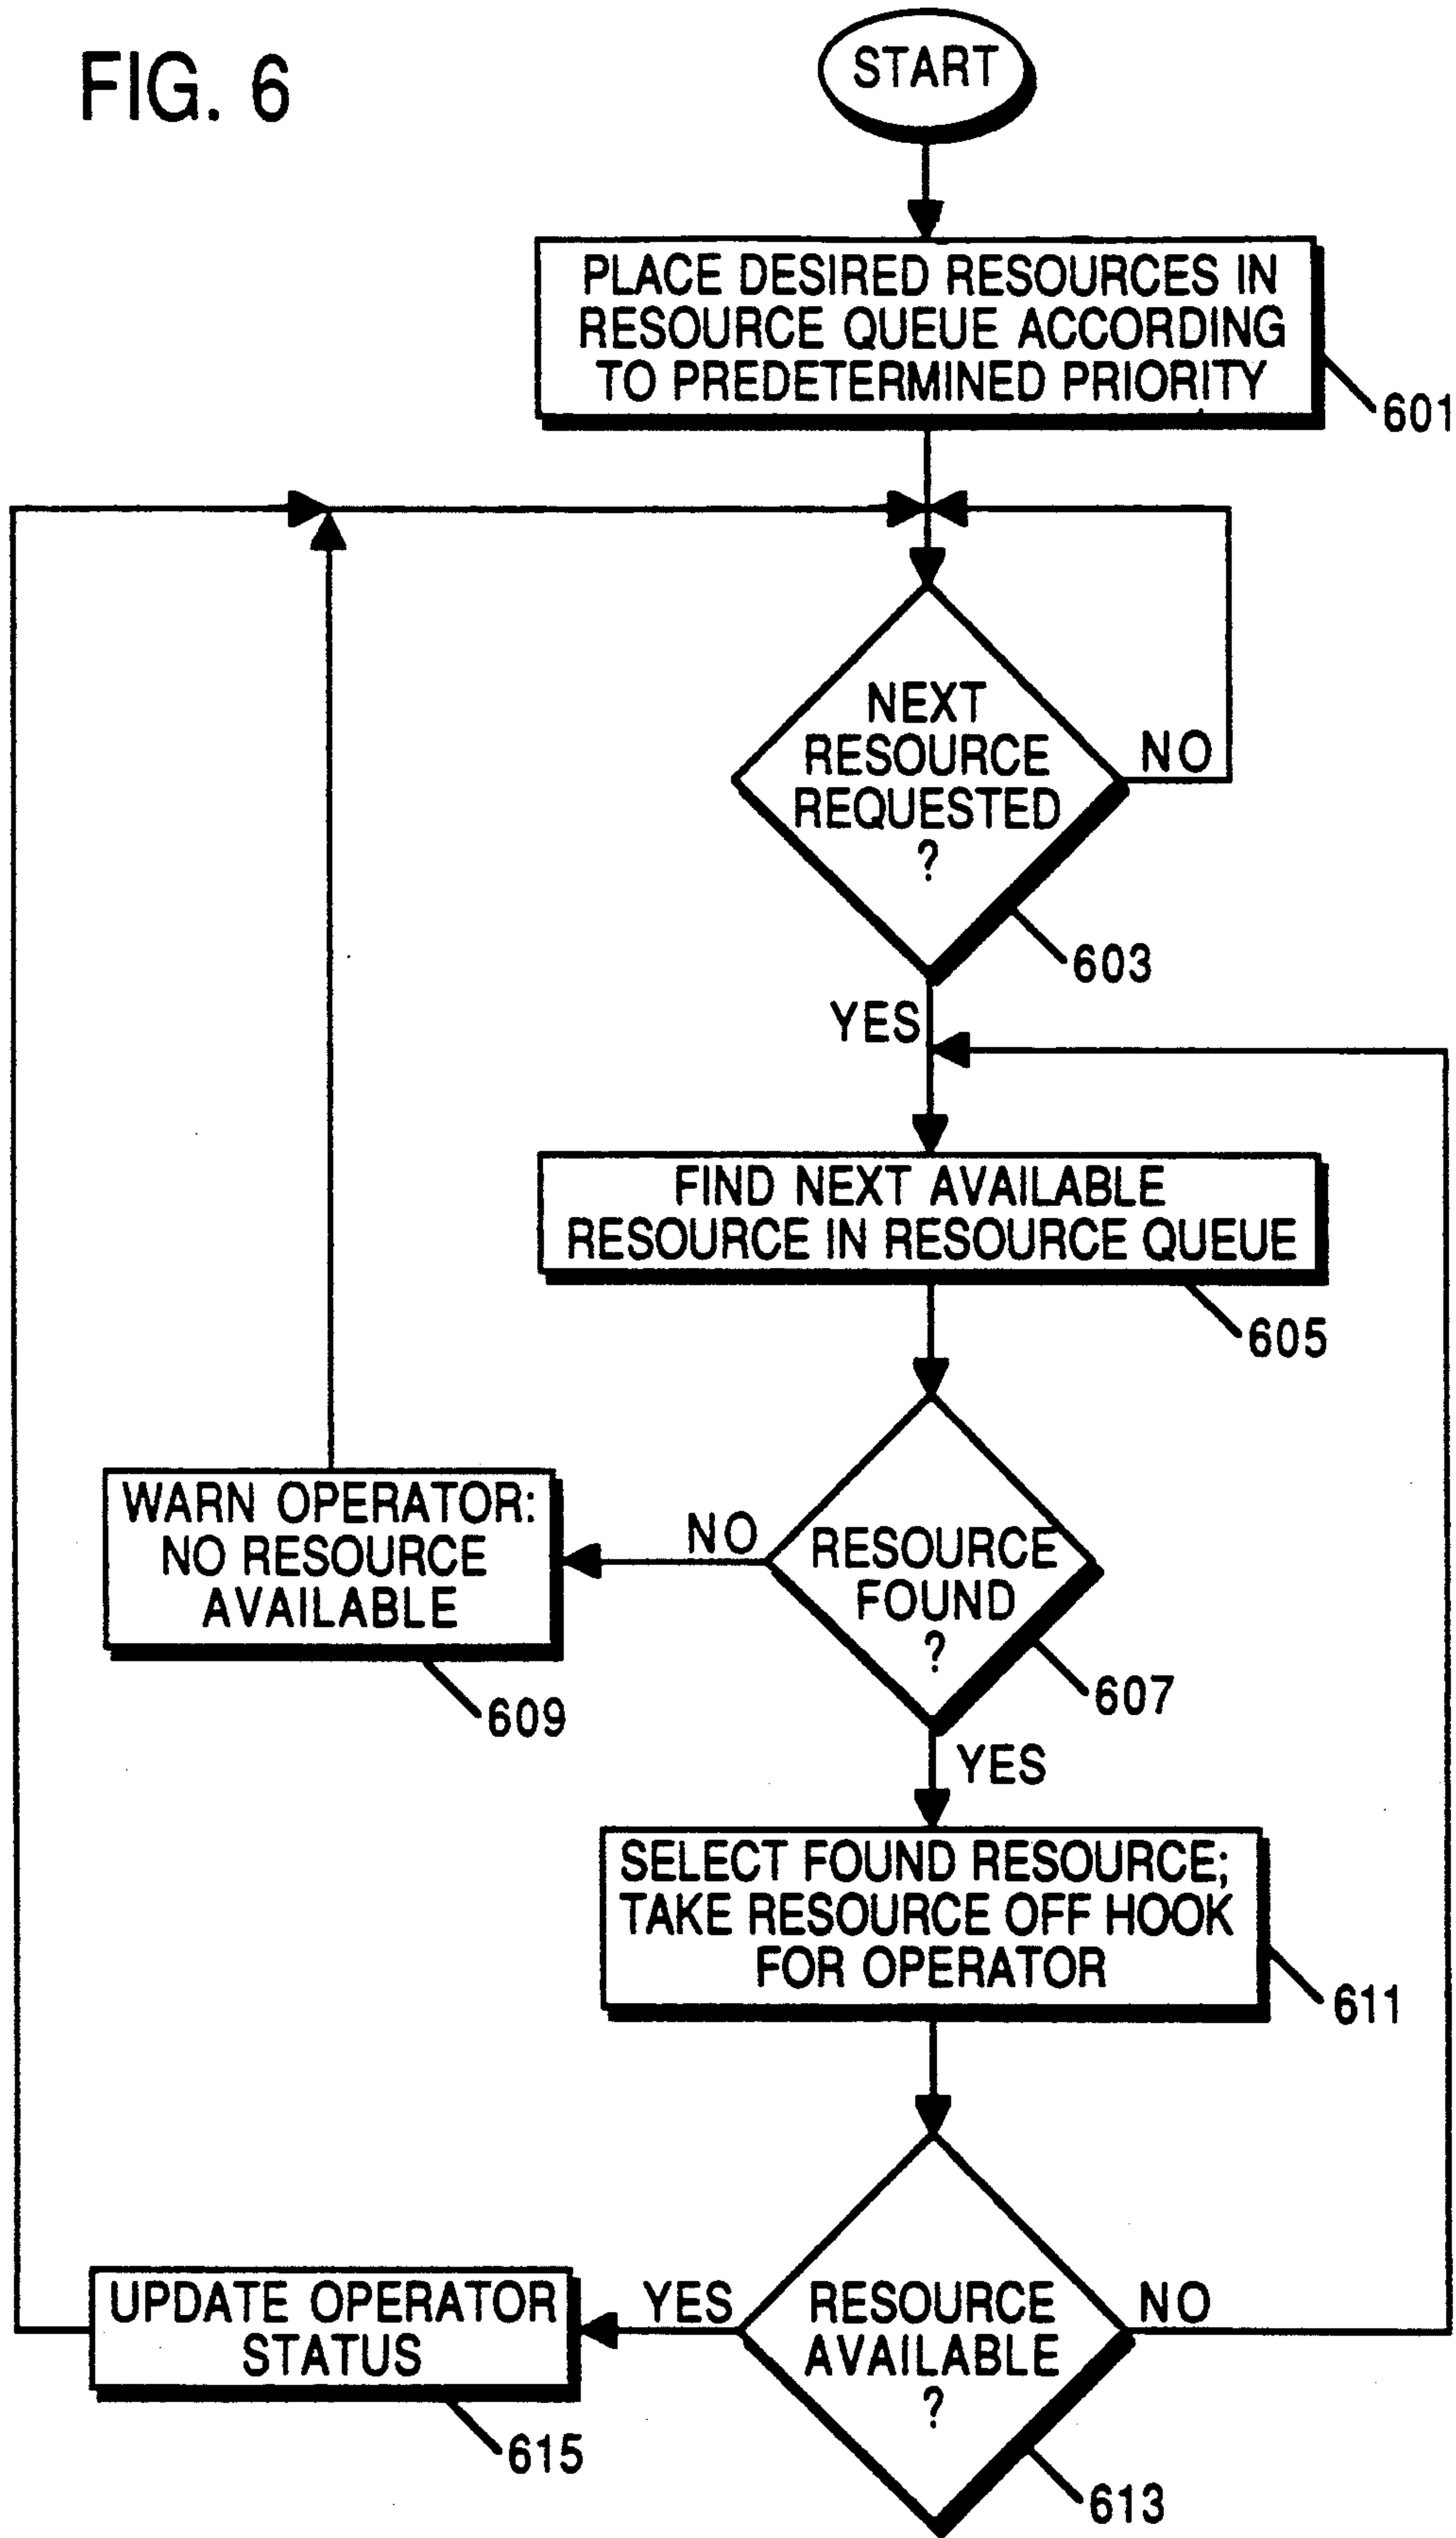 FIG. 6
START
PLACE DESIRED RESOURCES IN
RESOURCE QUEUE ACCORDING
TO PREDETERMINED PRIORITY
601
NEXT
RESOURCE
REQUESTED
?
NO
603
YES
FIND NEXT AVAILABLE
RESOURCE IN RESOURCE QUEUE
605
WARN OPERATOR:
NO RESOURCE
AVAILABLE
609
NO
RESOURCE
FOUND
?
607
YES
SELECT FOUND RESOURCE;
TAKE RESOURCE OFF HOOK
FOR OPERATOR
611
UPDATE OPERATOR
STATUS
615
YES
RESOURCE
AVAILABLE
?
NO
613